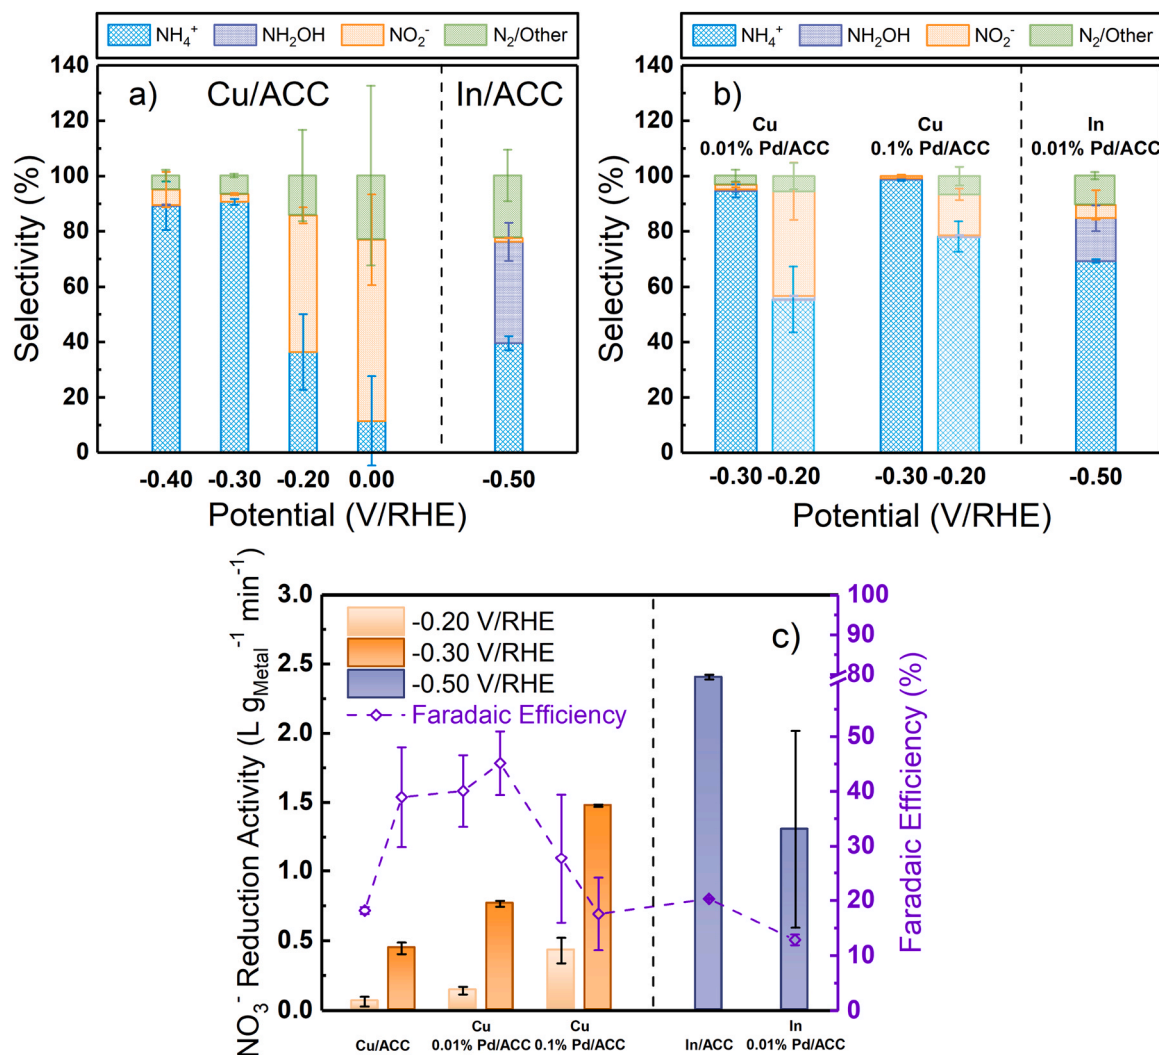 NH₄⁺ NH₂OH NO₂⁻ N₂/Other
140
120
100
80
60
40
20
0
Selectivity (%)
a) Cu/ACC In/ACC
-0.40 -0.30 -0.20 0.00 -0.50
Potential (V/RHE)
NH₄⁺ NH₂OH NO₂⁻ N₂/Other
140
120
100
80
60
40
20
0
Selectivity (%)
b)
Cu
0.01% Pd/ACC
Cu
0.1% Pd/ACC
In
0.01% Pd/ACC
-0.30 -0.20 -0.30 -0.20 -0.50
Potential (V/RHE)
NO₃⁻ Reduction Activity (L g_Metal⁻¹ min⁻¹)
3.0
2.5
2.0
1.5
1.0
0.5
0.0
-0.20 V/RHE
-0.30 V/RHE
-0.50 V/RHE
Faradaic Efficiency
c)
100
90
80
50
40
30
20
10
0
Faradaic Efficiency (%)
Cu/ACC
Cu
0.01% Pd/ACC
Cu
0.1% Pd/ACC
In/ACC
In
0.01% Pd/ACC